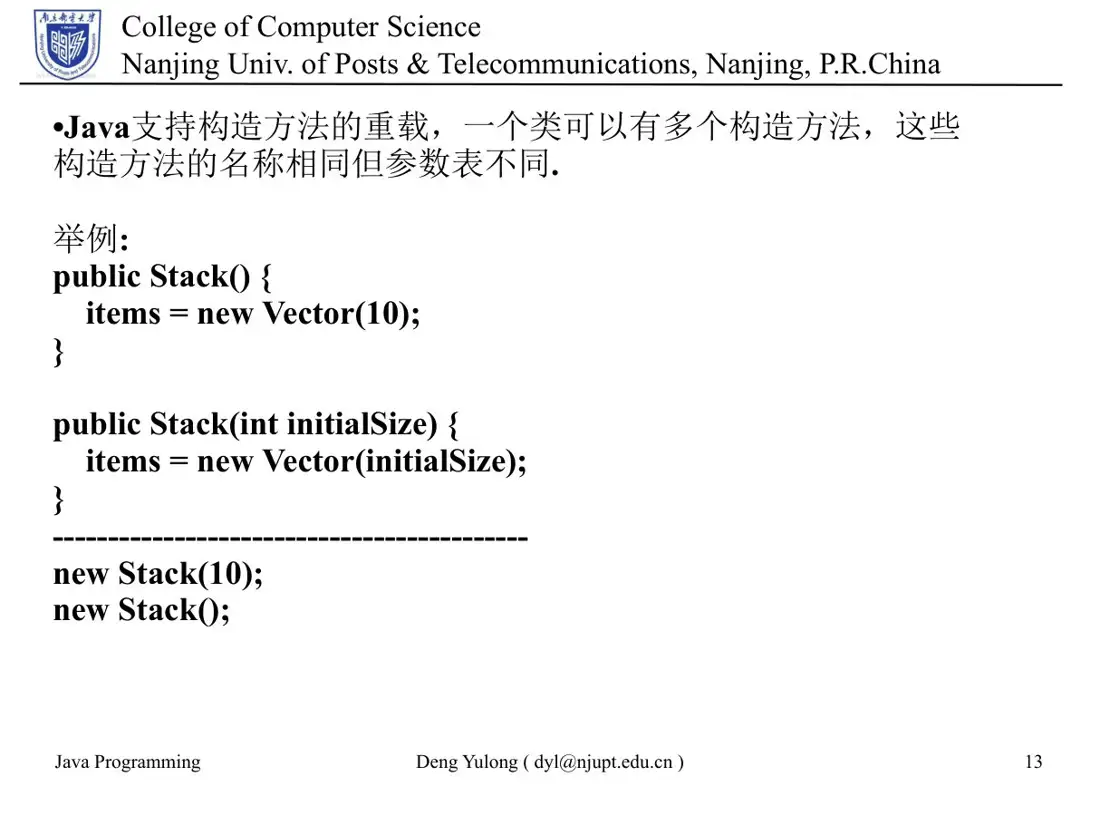 College of Computer Science
Nanjing Univ. of Posts & Telecommunications, Nanjing, P.R.China
•Java支持构造方法的重载，一个类可以有多个构造方法，这些
构造方法的名称相同但参数表不同.
举例:
public Stack() {
items = new Vector(10);
}
public Stack(int initialSize) {
items = new Vector(initialSize);
}
-------------------------------------------
new Stack(10);
new Stack();
Java Programming
Deng Yulong ( dyl@njupt.edu.cn )
13